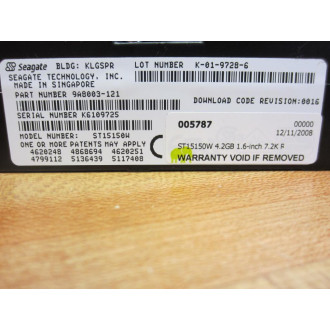 Seagate BLDG: KLGSPR LOT NUMBER K-01-9728-6
SEAGATE TECHNOLOGY, INC.
MADE IN SINGAPORE
PART NUMBER 9A8003-121
DOWNLOAD CODE REVISION:0016
SERIAL NUMBER K6109725
MODEL NUMBER: ST15150W
ONE OR MORE PATENTS MAY APPLY
4620248 4868694 4620251
4799112 5136439 5117408
005787 00000
12/11/2008
ST15150W 4.2GB 1.6-inch 7.2K R
WARRANTY VOID IF REMOVED